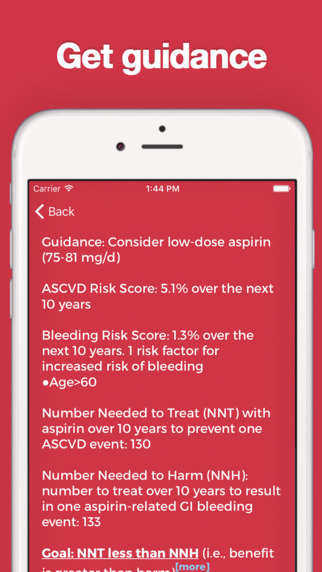 Get guidance
Carrier 1:44 PM
Back
Guidance: Consider low-dose aspirin
(75-81 mg/d)
ASCVD Risk Score: 5.1% over the next
10 years
Bleeding Risk Score: 1.3% over the
next 10 years. 1 risk factor for
increased risk of bleeding
●Age>60
Number Needed to Treat (NNT) with
aspirin over 10 years to prevent one
ASCVD event: 130
Number Needed to Harm (NNH):
number to treat over 10 years to result
in one aspirin-related GI bleeding
event: 133
Goal: NNT less than NNH (i.e., benefit
is greater than harm)[more]